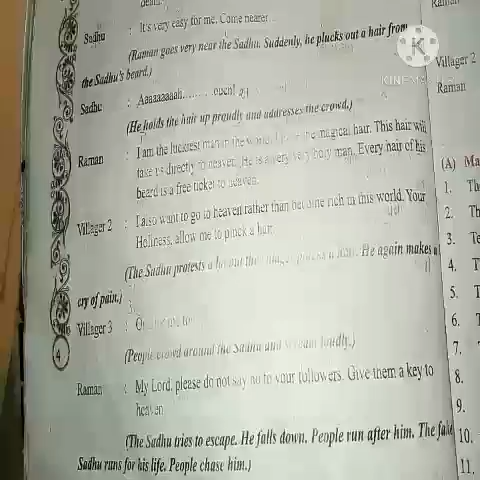 Sadhu : It's very easy for me. Come nearer.
(Raman goes very near the Sadhu. Suddenly, he plucks out a hair from
the Sadhu's beard.)
Sadhu : Aaaaaaaaah.
(He holds the hair up proudly and addresses the crowd.)
Raman : I am the luckiest man in the world. the magical hair. This hair will
take us directly to heaven. He is a very very holy man. Every hair of his
beard is a free ticket to heaven.
Villager 2 : I also want to go to heaven rather than become rich in this world. Your
Holiness, allow me to pluck a hair.
(The Sadhu protests a He again makes a
cry of pain.)
Villager 3 :
(People crowd around the Sadhu and scream loudly.)
Raman : My Lord, please do not say no to your followers. Give them a key to
heaven.
(The Sadhu tries to escape. He falls down. People run after him. The fake
Sadhu runs for his life. People chase him.)
4
Villager 2
Raman
(A) Ma
1. Th
2. Th
3. Te
4. T
5. T
6. T
7. T
8.
9.
10.
11.
KINEM